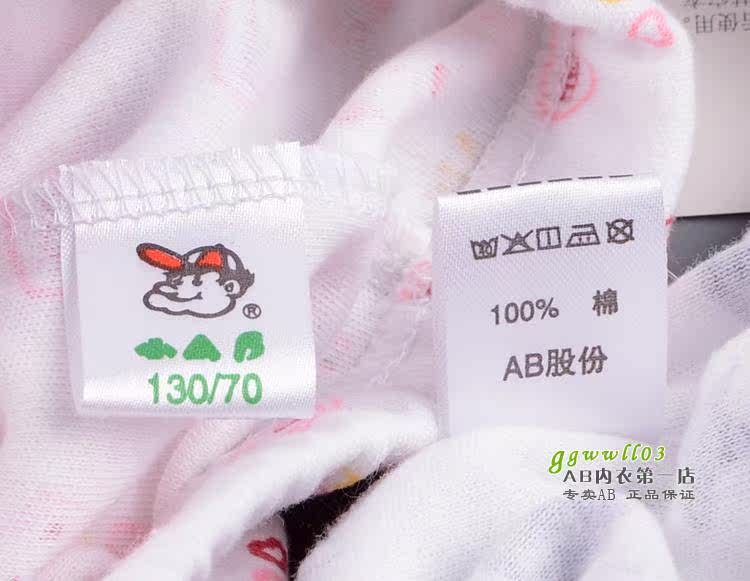 ®
130/70
100% 棉
AB股份
ggwwll03
AB内衣第一店
专卖AB 正品保证